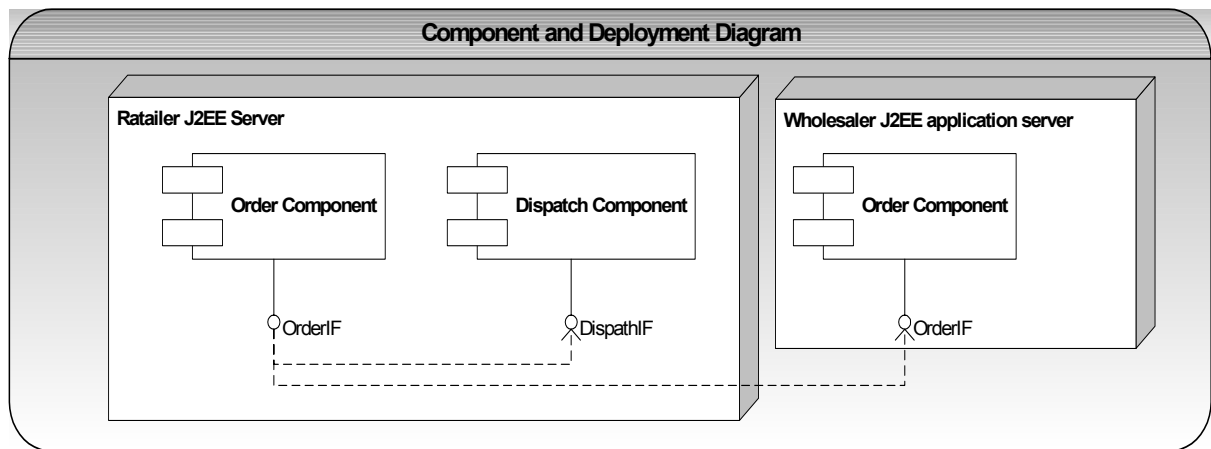 Component and Deployment Diagram
Ratailer J2EE Server
Order Component
Dispatch Component
OrderIF
DispathIF
Wholesaler J2EE application server
Order Component
OrderIF